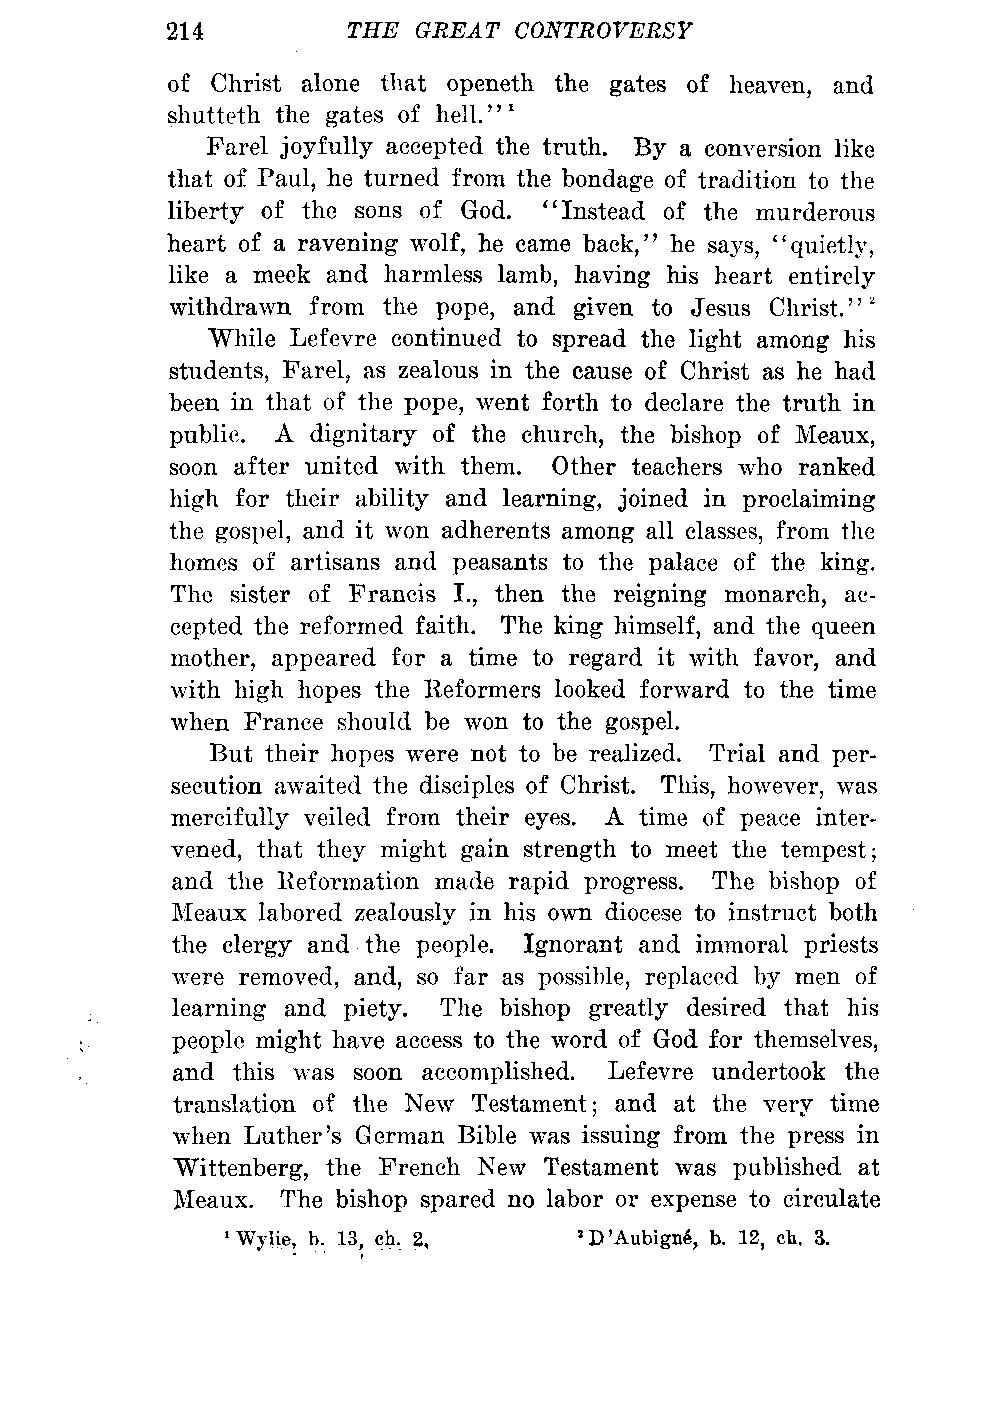 214 THE GREAT CONTROVERSY
of Christ alone that openeth the gates of heaven, and
shutteth the gates of hell.''¹
Farel joyfully accepted the truth. By a conversion like
that of Paul, he turned from the bondage of tradition to the
liberty of the sons of God. ‘‘Instead of the murderous
heart of a ravening wolf, he came back,'' he says, ‘‘quietly,
like a meek and harmless lamb, having his heart entirely
withdrawn from the pope, and given to Jesus Christ.''²
While Lefevre continued to spread the light among his
students, Farel, as zealous in the cause of Christ as he had
been in that of the pope, went forth to declare the truth in
public. A dignitary of the church, the bishop of Meaux,
soon after united with them. Other teachers who ranked
high for their ability and learning, joined in proclaiming
the gospel, and it won adherents among all classes, from the
homes of artisans and peasants to the palace of the king.
The sister of Francis I., then the reigning monarch, ac-
cepted the reformed faith. The king himself, and the queen
mother, appeared for a time to regard it with favor, and
with high hopes the Reformers looked forward to the time
when France should be won to the gospel.
But their hopes were not to be realized. Trial and per-
secution awaited the disciples of Christ. This, however, was
mercifully veiled from their eyes. A time of peace inter-
vened, that they might gain strength to meet the tempest;
and the Reformation made rapid progress. The bishop of
Meaux labored zealously in his own diocese to instruct both
the clergy and the people. Ignorant and immoral priests
were removed, and, so far as possible, replaced by men of
learning and piety. The bishop greatly desired that his
people might have access to the word of God for themselves,
and this was soon accomplished. Lefevre undertook the
translation of the New Testament; and at the very time
when Luther's German Bible was issuing from the press in
Wittenberg, the French New Testament was published at
Meaux. The bishop spared no labor or expense to circulate
¹ Wylie, b. 13, ch. 2. ² D'Aubigné, b. 12, ch. 3.